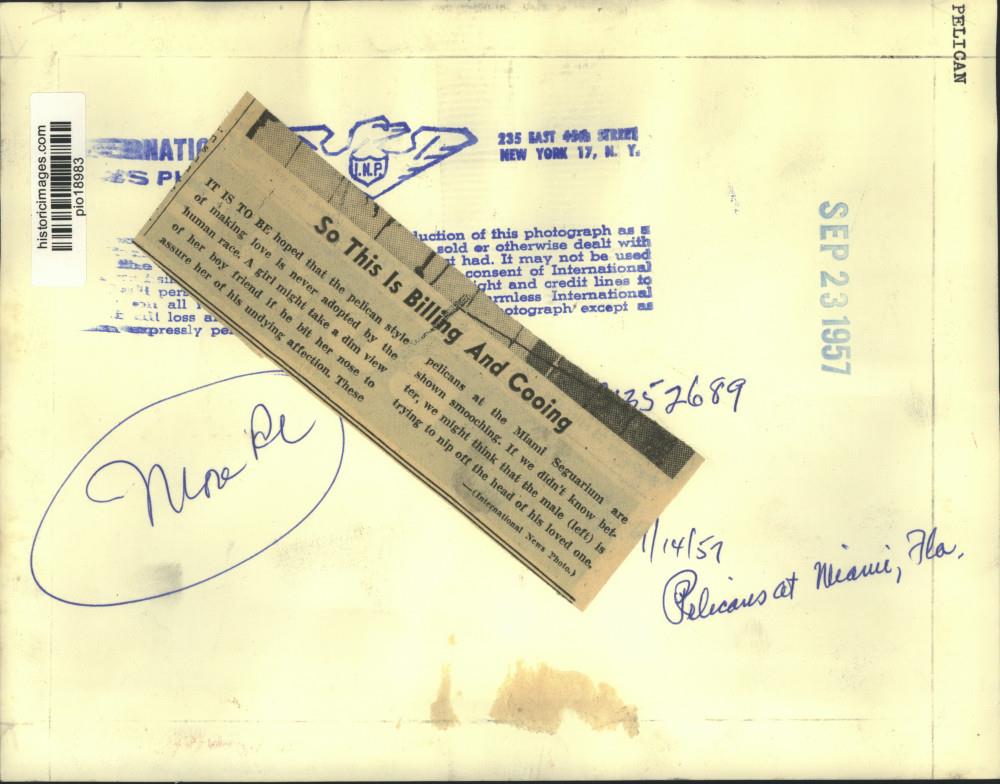 PELICAN
historicimages.com
pio18983
I.N.P.
235 EAST 45th STREET
NEW YORK 17, N. Y.
SEP 23 1957
duction of this photograph as a
sold or otherwise dealt with
t had. It may not be used
consent of International
ight and credit lines to
rmless International
otograph except as
pers
on all
loss a
expressly pe
So This Is Billing And Cooing
IT IS TO BE hoped that the pelican style
of making love is never adopted by the
human race. A girl might take a dim view
of her boy friend if he bit her nose to
assure her of his undying affection. These
pelicans at the Miami Seguarium are
shown smooching. If we didn't know bet-
ter, we might think that the male (left) is
trying to nip off the head of his loved one.
—(International News Photo.)
352689
1/14/57
Pelicans at Miami, Fla.